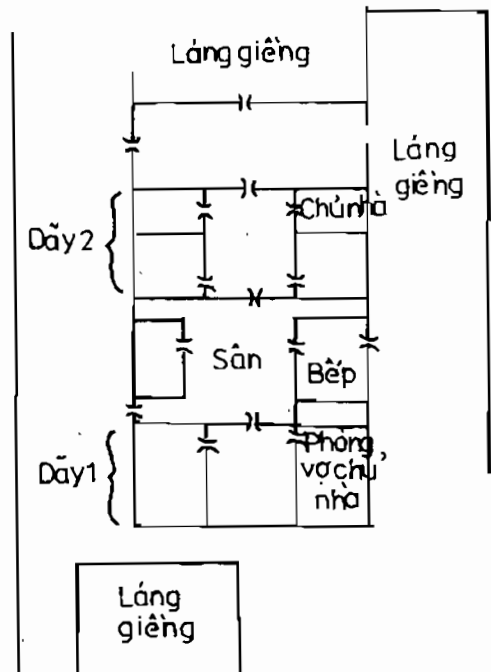 Láng giềng
Láng
giềng
Chủ nhà
Dãy 2
Sân
Bếp
Dãy 1
Phòng
vợ chủ
nhà
Láng
giềng